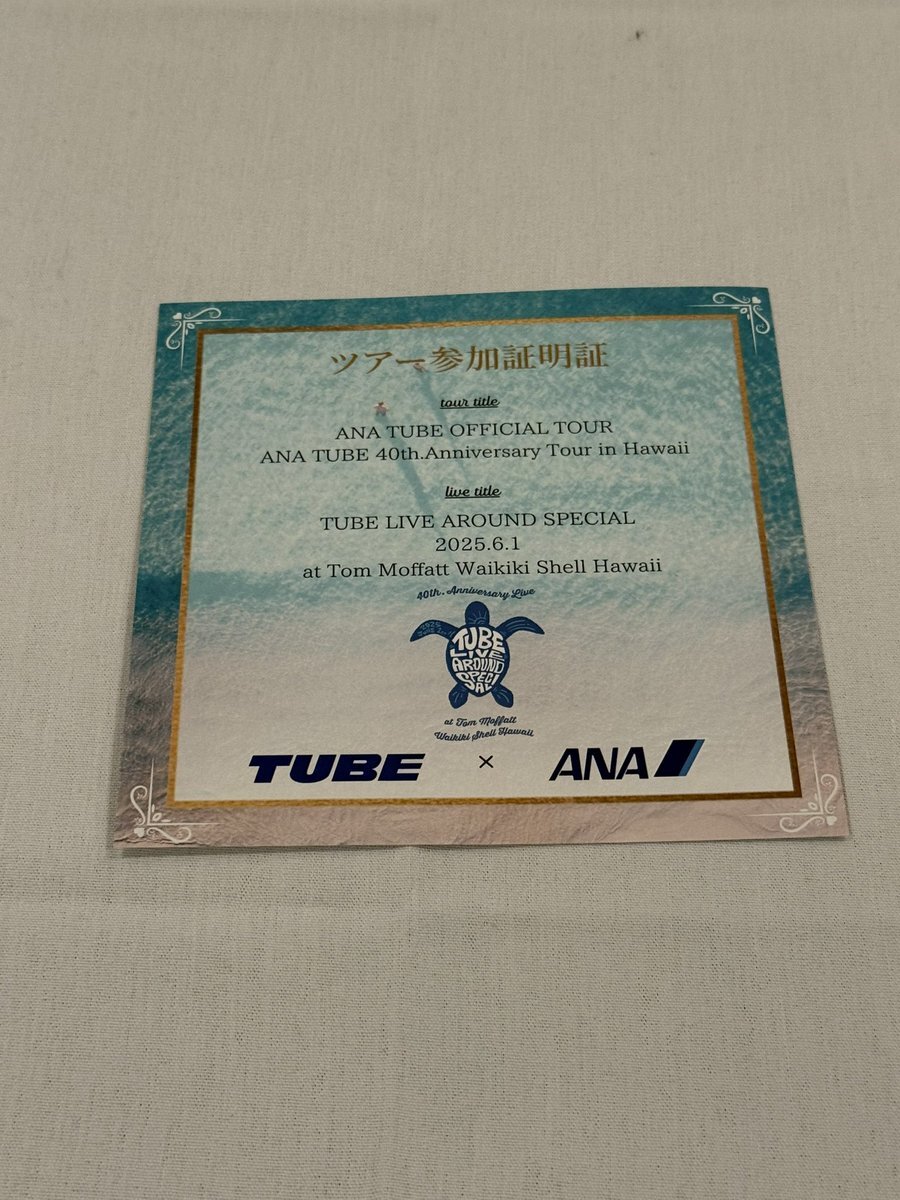 ツアー参加証明証
tour title
ANA TUBE OFFICIAL TOUR
ANA TUBE 40th.Anniversary Tour in Hawaii
live title
TUBE LIVE AROUND SPECIAL
2025.6.1
at Tom Moffatt Waikiki Shell Hawaii
40th.Anniversary Live
TUBE
LIVE
AROUND
SPECI
AL
at Tom Moffatt
Waikiki Shell Hawaii
TUBE × ANA